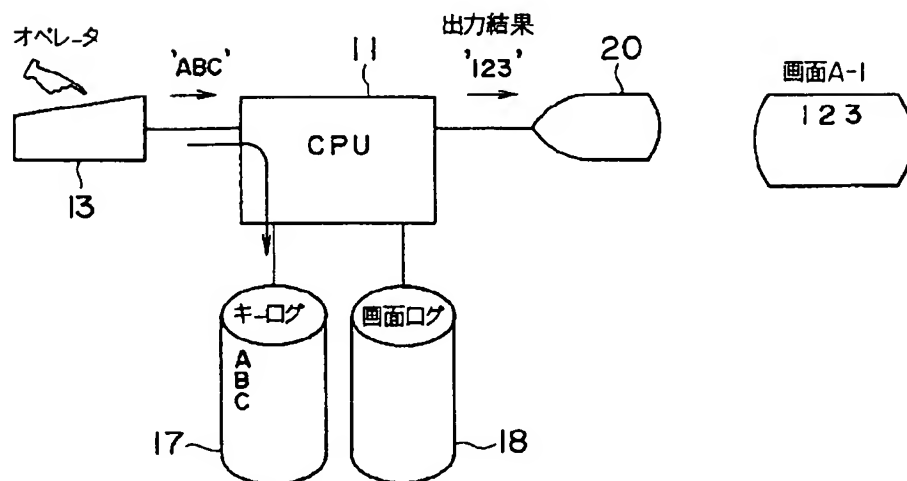 オペレータ
'ABC'
11
出力結果
'123'
20
画面A-1
123
CPU
13
キーログ
画面ログ
A
B
C
17
18